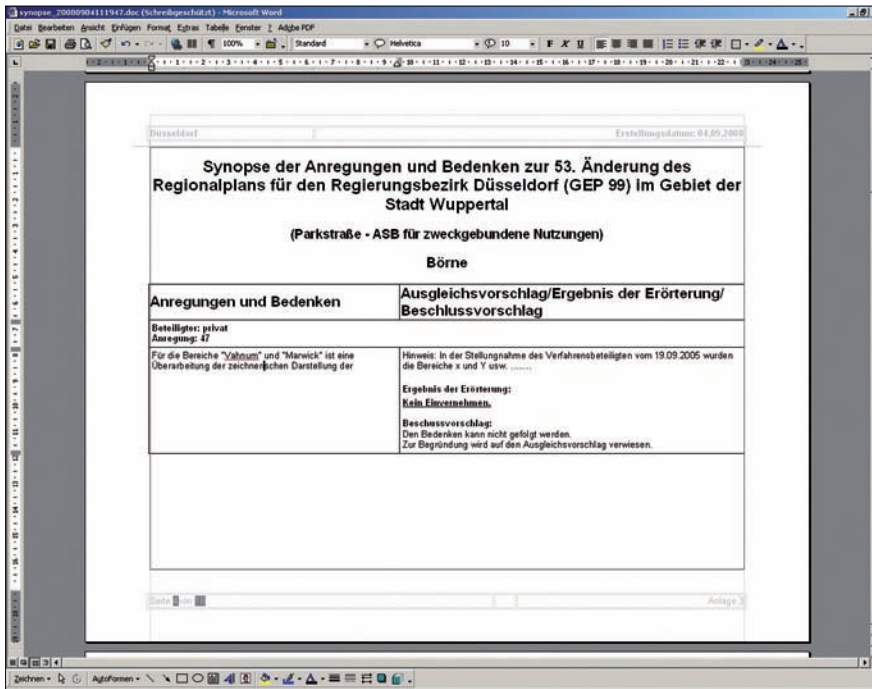 synopse_20080904111947.doc (Schreibgeschützt) - Microsoft Word
Datei Bearbeiten Ansicht Einfügen Format Extras Tabelle Fenster ? Adobe PDF
100% Standard Helvetica 10 F K U
Düsseldorf Erstellungsdatum: 04.09.2008
Synopse der Anregungen und Bedenken zur 53. Änderung des
Regionalplans für den Regierungsbezirk Düsseldorf (GEP 99) im Gebiet der
Stadt Wuppertal
(Parkstraße - ASB für zweckgebundene Nutzungen)
Börne
Anregungen und Bedenken
Ausgleichsvorschlag/Ergebnis der Erörterung/
Beschlussvorschlag
Beteiligter: privat
Anregung: 47
Für die Bereiche "Vahnum" und "Marwick" ist eine
Überarbeitung der zeichnerischen Darstellung der
Hinweis: In der Stellungnahme des Verfahrensbeteiligten vom 19.09.2005 wurden
die Bereiche x und Y usw. ........
Ergebnis der Erörterung:
Kein Einvernehmen.
Beschussvorschlag:
Den Bedenken kann nicht gefolgt werden.
Zur Begründung wird auf den Ausgleichsvorschlag verwiesen.
Seite von Anlage 3
Zeichnen AutoFormen